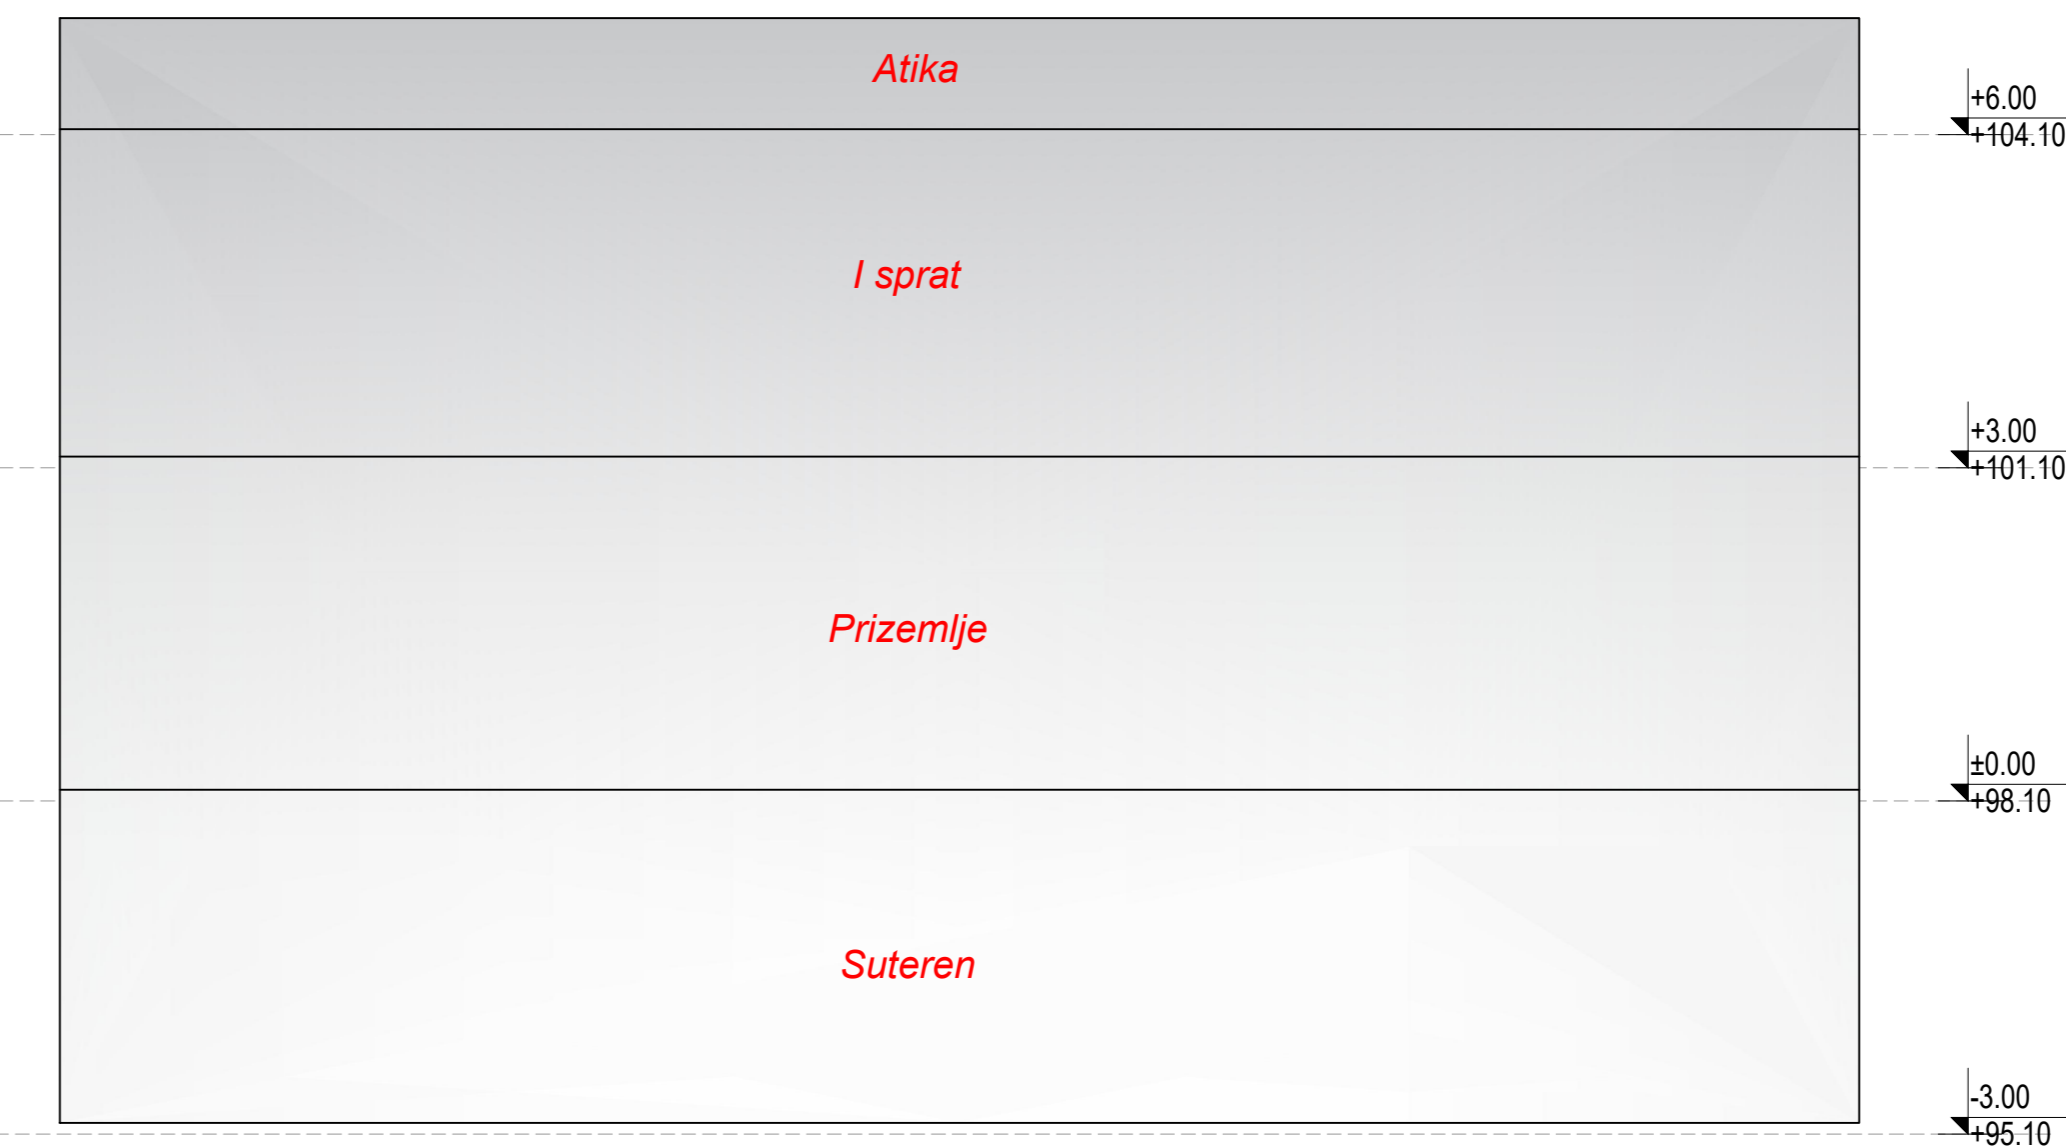 Atika
+6.00
+104.10
I sprat
+3.00
+101.10
Prizemlje
±0.00
+98.10
Suteren
-3.00
+95.10